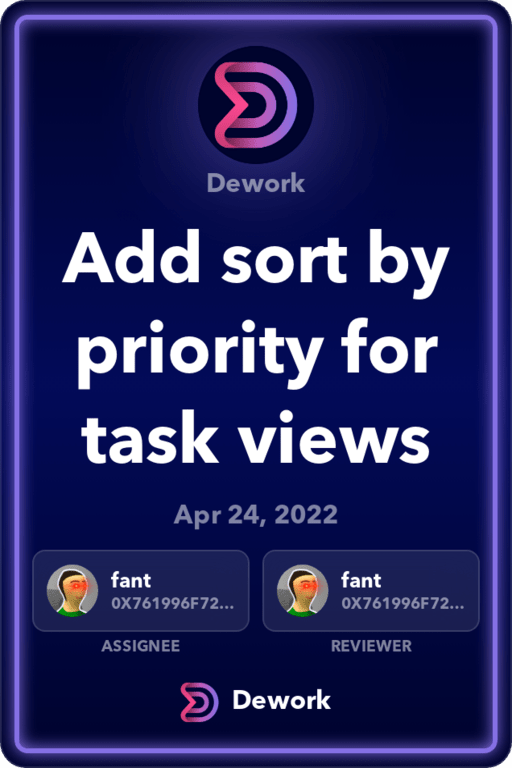 Dework
Add sort by
priority for
task views
Apr 24, 2022
fant
0X761996F72...
ASSIGNEE
fant
0X761996F72...
REVIEWER
Dework